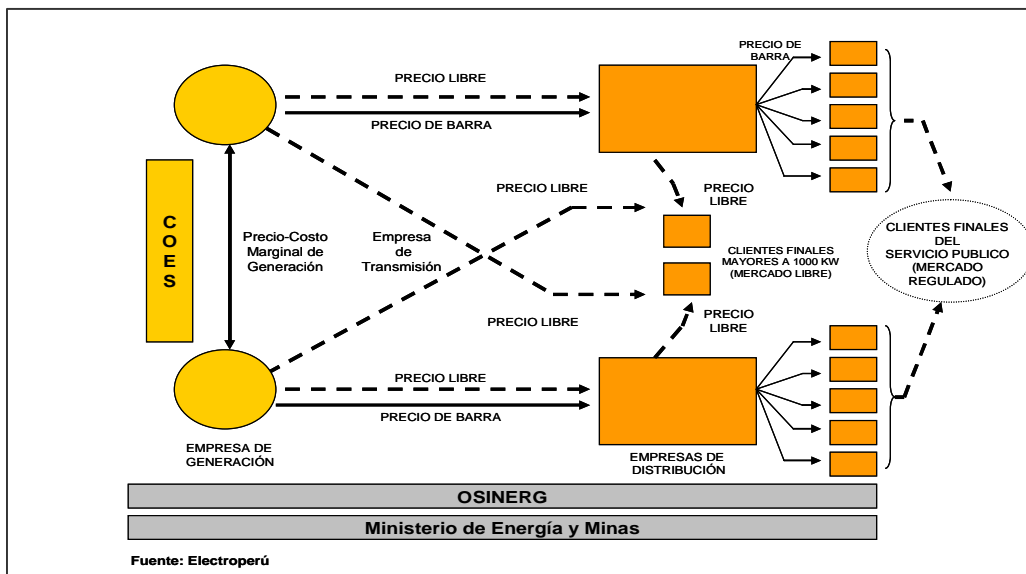 PRECIO DE
BARRA
PRECIO LIBRE
PRECIO DE BARRA
PRECIO LIBRE
PRECIO
LIBRE
C
O
E
S
Precio-Costo
Marginal de
Generación
Empresa
de
Transmisión
CLIENTES FINALES
MAYORES A 1000 KW
(MERCADO LIBRE)
CLIENTES FINALES
DEL
SERVICIO PUBLICO
(MERCADO
REGULADO)
PRECIO LIBRE
PRECIO
LIBRE
PRECIO LIBRE
PRECIO DE BARRA
EMPRESA DE
GENERACIÓN
EMPRESAS DE
DISTRIBUCIÓN
OSINERG
Ministerio de Energía y Minas
Fuente: Electroperú